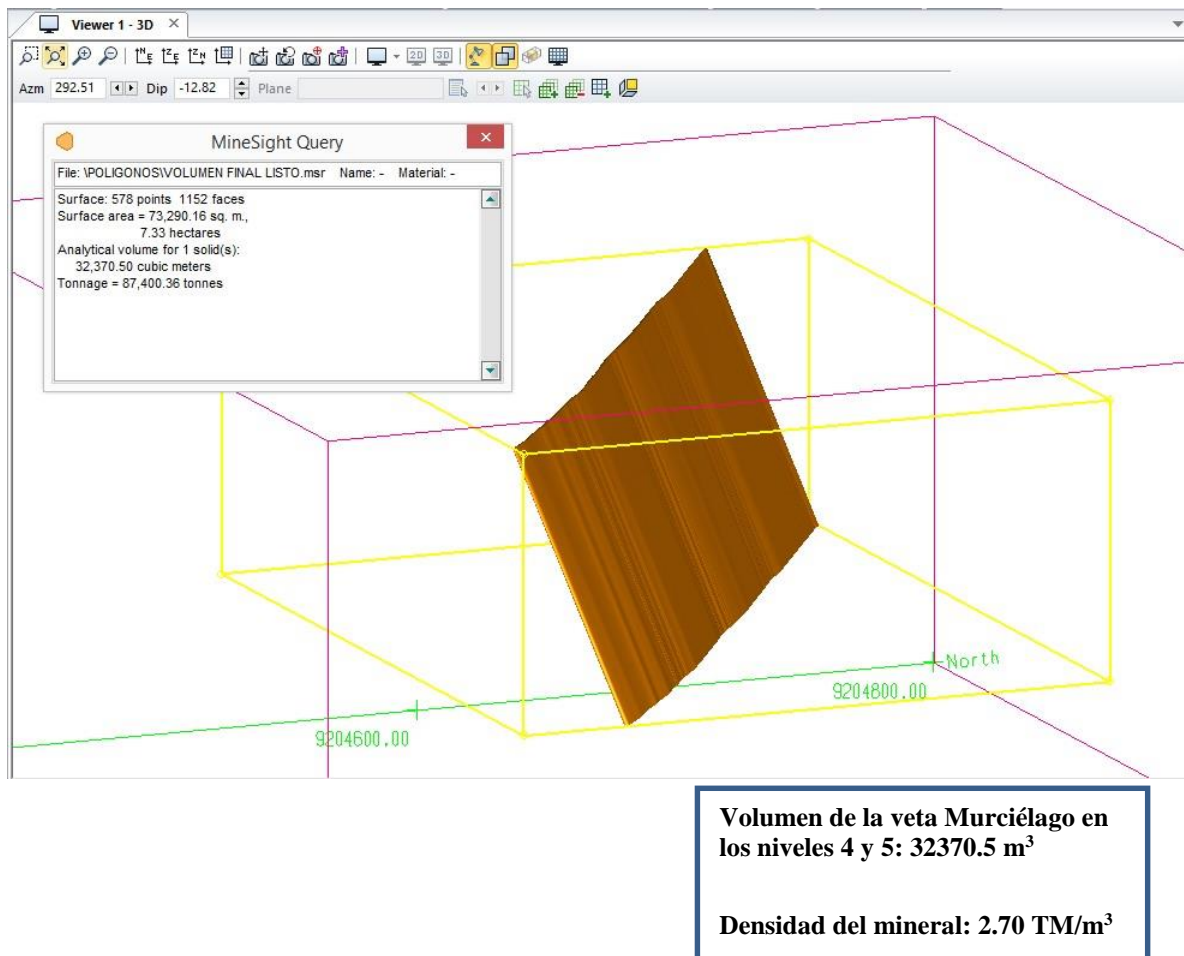 Viewer 1 - 3D
Azm 292.51 Dip -12.82 Plane
MineSight Query
File: \POLIGONOS\VOLUMEN FINAL LISTO.msr Name: - Material: -
Surface: 578 points 1152 faces
Surface area = 73,290.16 sq. m.,
7.33 hectares
Analytical volume for 1 solid(s):
32,370.50 cubic meters
Tonnage = 87,400.36 tonnes
North
9204800.00
9204600.00
Volumen de la veta Murciélago en
los niveles 4 y 5: 32370.5 m³
Densidad del mineral: 2.70 TM/m³